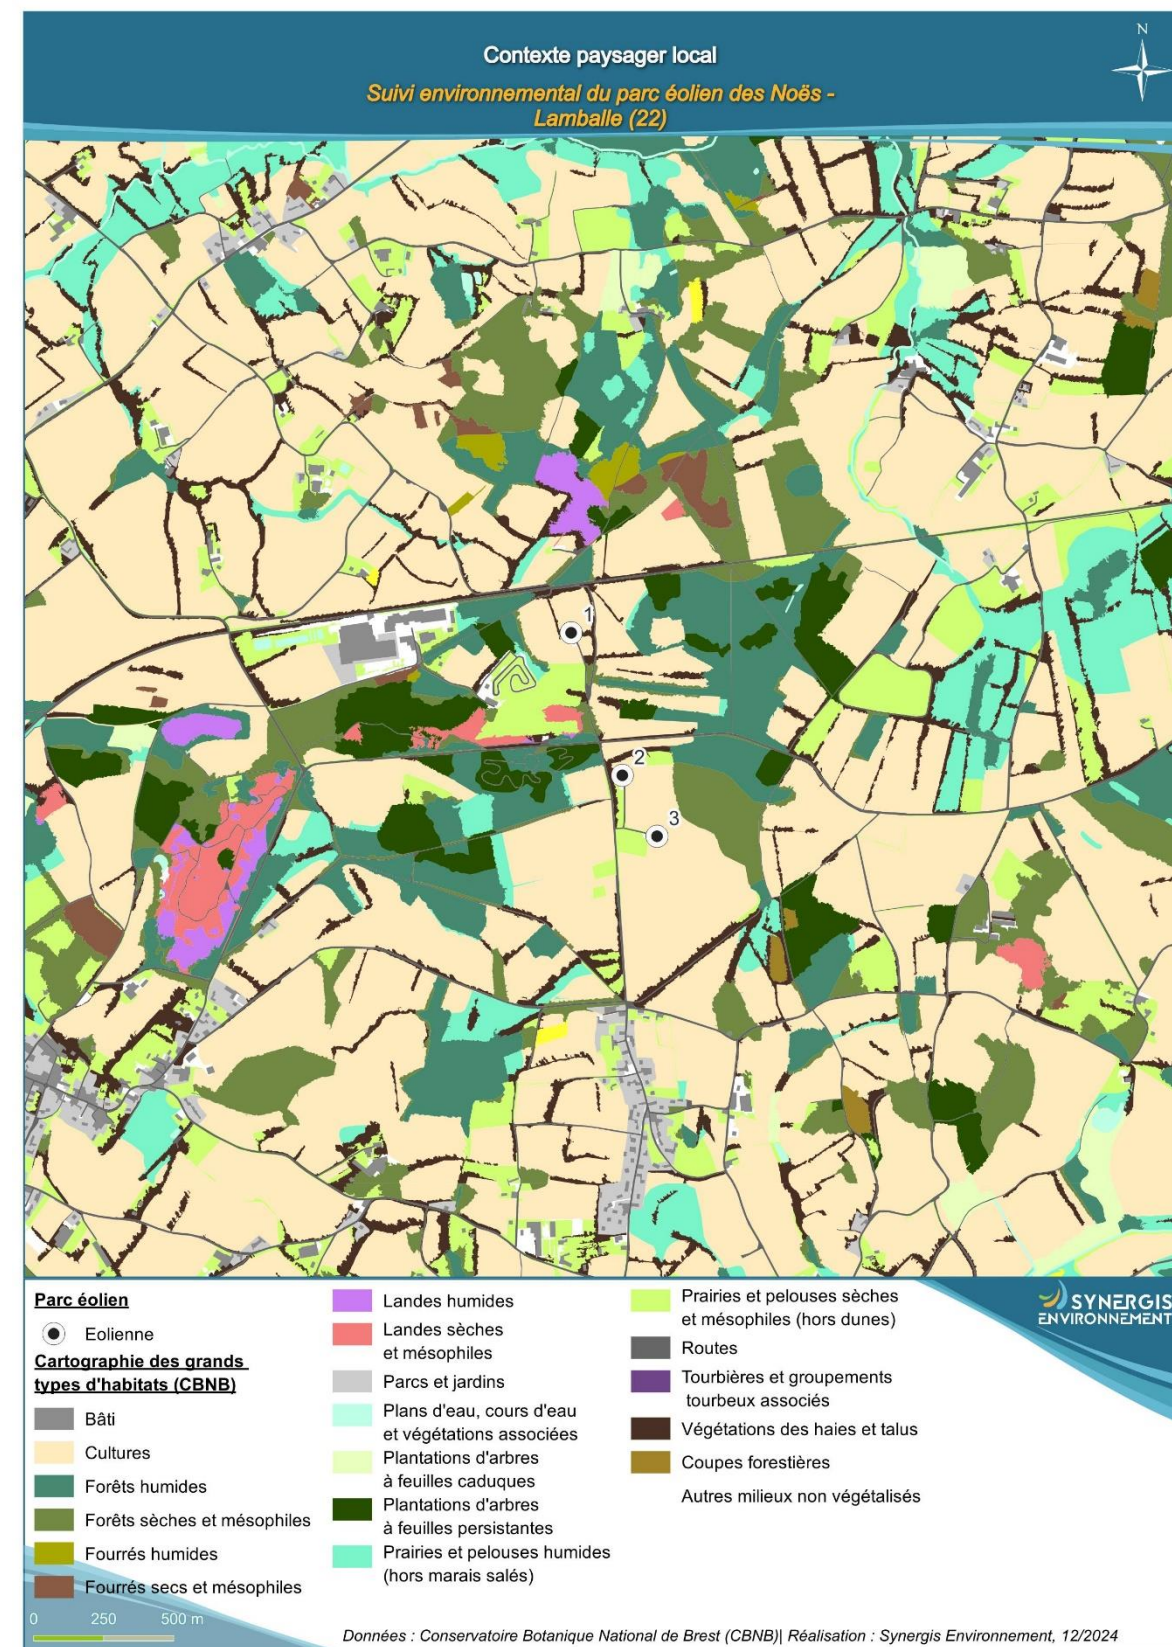 N
Contexte paysager local
Suivi environnemental du parc éolien des Noës -
Lamballe (22)
1
2
3
Parc éolien
Eolienne
Cartographie des grands
types d'habitats (CBNB)
Bâti
Cultures
Forêts humides
Forêts sèches et mésophiles
Fourrés humides
Fourrés secs et mésophiles
0 250 500 m
Landes humides
Landes sèches
et mésophiles
Parcs et jardins
Plans d'eau, cours d'eau
et végétations associées
Plantations d'arbres
à feuilles caduques
Plantations d'arbres
à feuilles persistantes
Prairies et pelouses humides
(hors marais salés)
Prairies et pelouses sèches
et mésophiles (hors dunes)
Routes
Tourbières et groupements
tourbeux associés
Végétations des haies et talus
Coupes forestières
Autres milieux non végétalisés
SYNERGIS
ENVIRONNEMENT
Données : Conservatoire Botanique National de Brest (CBNB)| Réalisation : Synergis Environnement, 12/2024